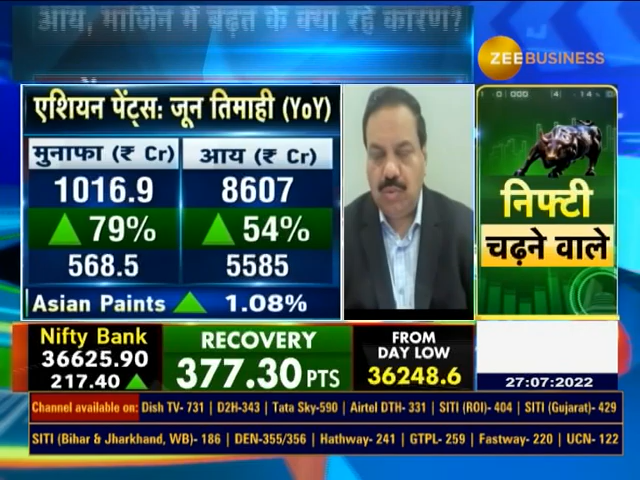 आय, मार्जिन में बढ़त के क्या रहे कारण?
ZEE BUSINESS
एशियन पेंट्स: जून तिमाही (YoY)
मुनाफा (₹ Cr) आय (₹ Cr)
1016.9 8607
79% 54%
568.5 5585
Asian Paints 1.08%
निफ्टी
चढ़ने वाले
Nifty Bank
36625.90
217.40
RECOVERY
377.30 PTS
FROM
DAY LOW
36248.6
27:07:2022
Channel available on: Dish TV- 731 | D2H-343 | Tata Sky-590 | Airtel DTH- 331 | SITI (ROI)- 404 | SITI (Gujarat)- 429
SITI (Bihar & Jharkhand, WB)- 186 | DEN-355/356 | Hathway- 241 | GTPL- 259 | Fastway- 220 | UCN- 122